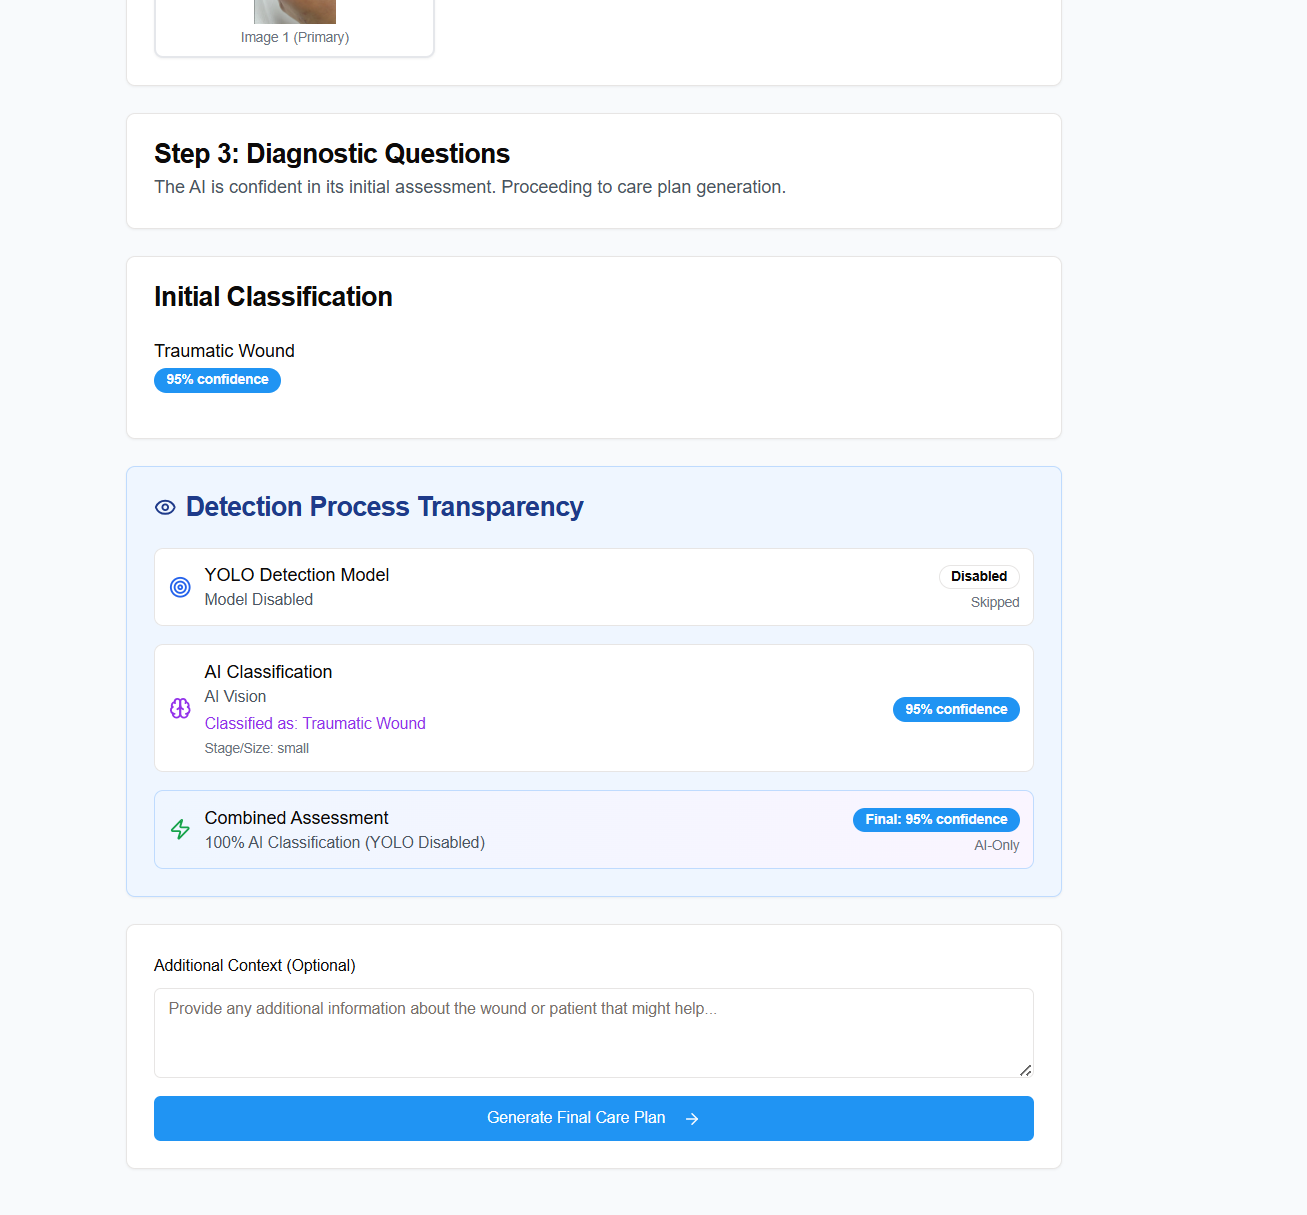 Image 1 (Primary)
Step 3: Diagnostic Questions
The AI is confident in its initial assessment. Proceeding to care plan generation.
Initial Classification
Traumatic Wound
95% confidence
Detection Process Transparency
YOLO Detection Model
Model Disabled
Disabled
Skipped
AI Classification
AI Vision
Classified as: Traumatic Wound
Stage/Size: small
95% confidence
Combined Assessment
100% AI Classification (YOLO Disabled)
Final: 95% confidence
AI-Only
Additional Context (Optional)
Provide any additional information about the wound or patient that might help...
Generate Final Care Plan